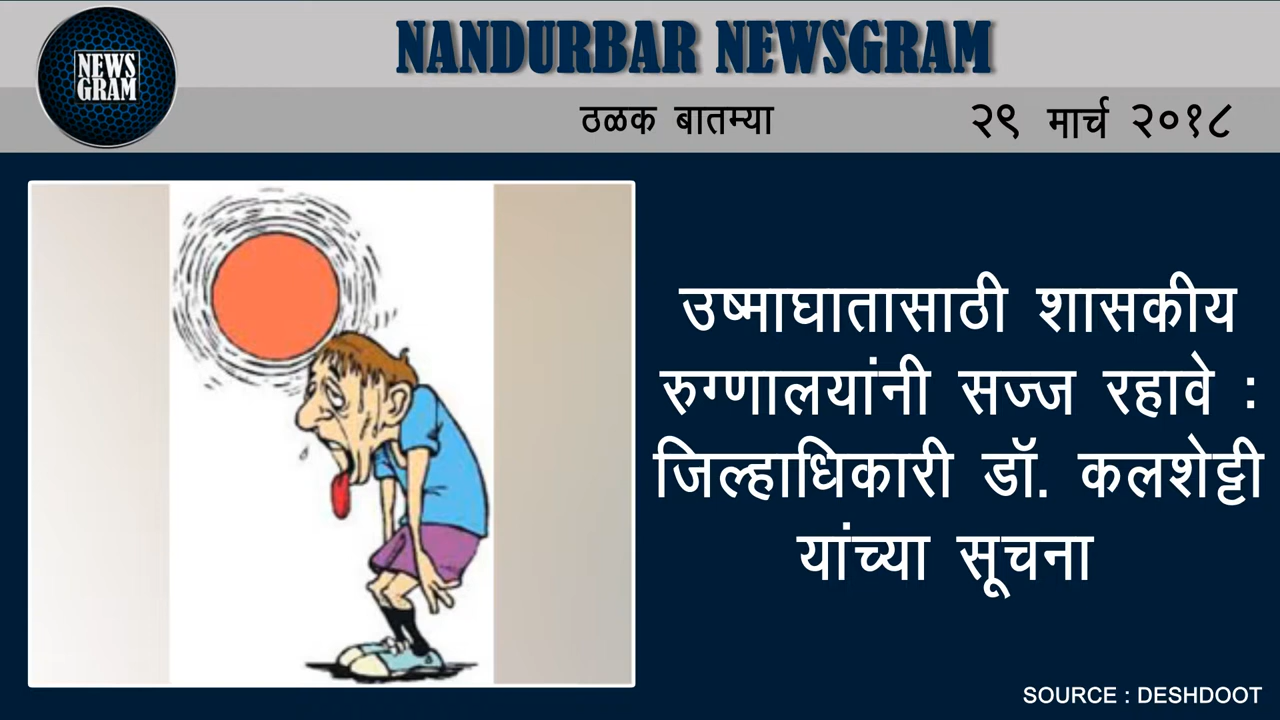 NEWS
GRAM
NANDURBAR NEWSGRAM
ठळक बातम्या
२९ मार्च २०१८
उष्माघातासाठी शासकीय
रुग्णालयांनी सज्ज रहावे :
जिल्हाधिकारी डॉ. कलशेट्टी
यांच्या सूचना
SOURCE : DESHDOOT